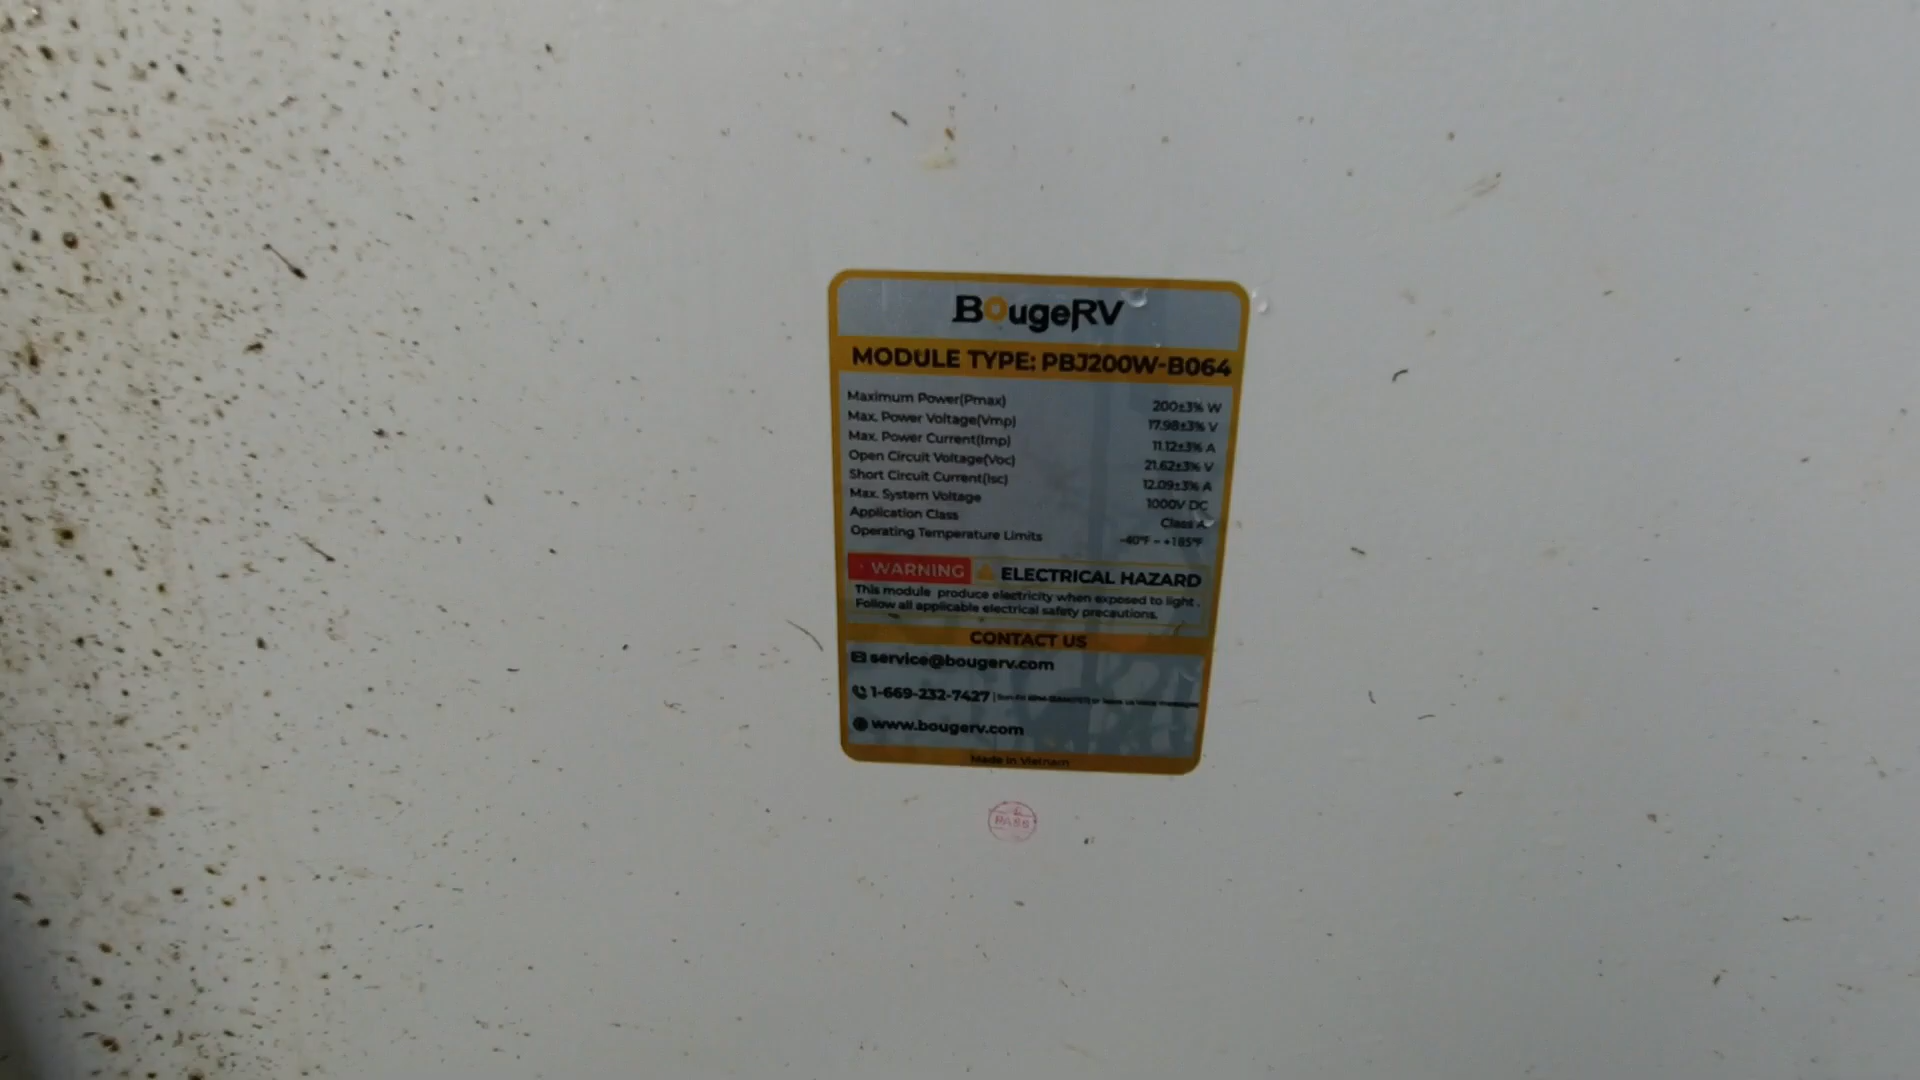 BougeRV
MODULE TYPE: PBJ200W-B064
Maximum Power(Pmax) 200±3% W
Max. Power Voltage(Vmp) 17.98±3% V
Max. Power Current(Imp) 11.12±3% A
Open Circuit Voltage(Voc) 21.62±3% V
Short Circuit Current(Isc) 12.09±3% A
Max. System Voltage 1000V DC
Application Class Class A
Operating Temperature Limits -40°F ~ +185°F
WARNING ELECTRICAL HAZARD
This module produce electricity when exposed to light .
Follow all applicable electrical safety precautions.
CONTACT US
service@bougerv.com
1-669-232-7427 |
www.bougerv.com
Made in Vietnam
PASS